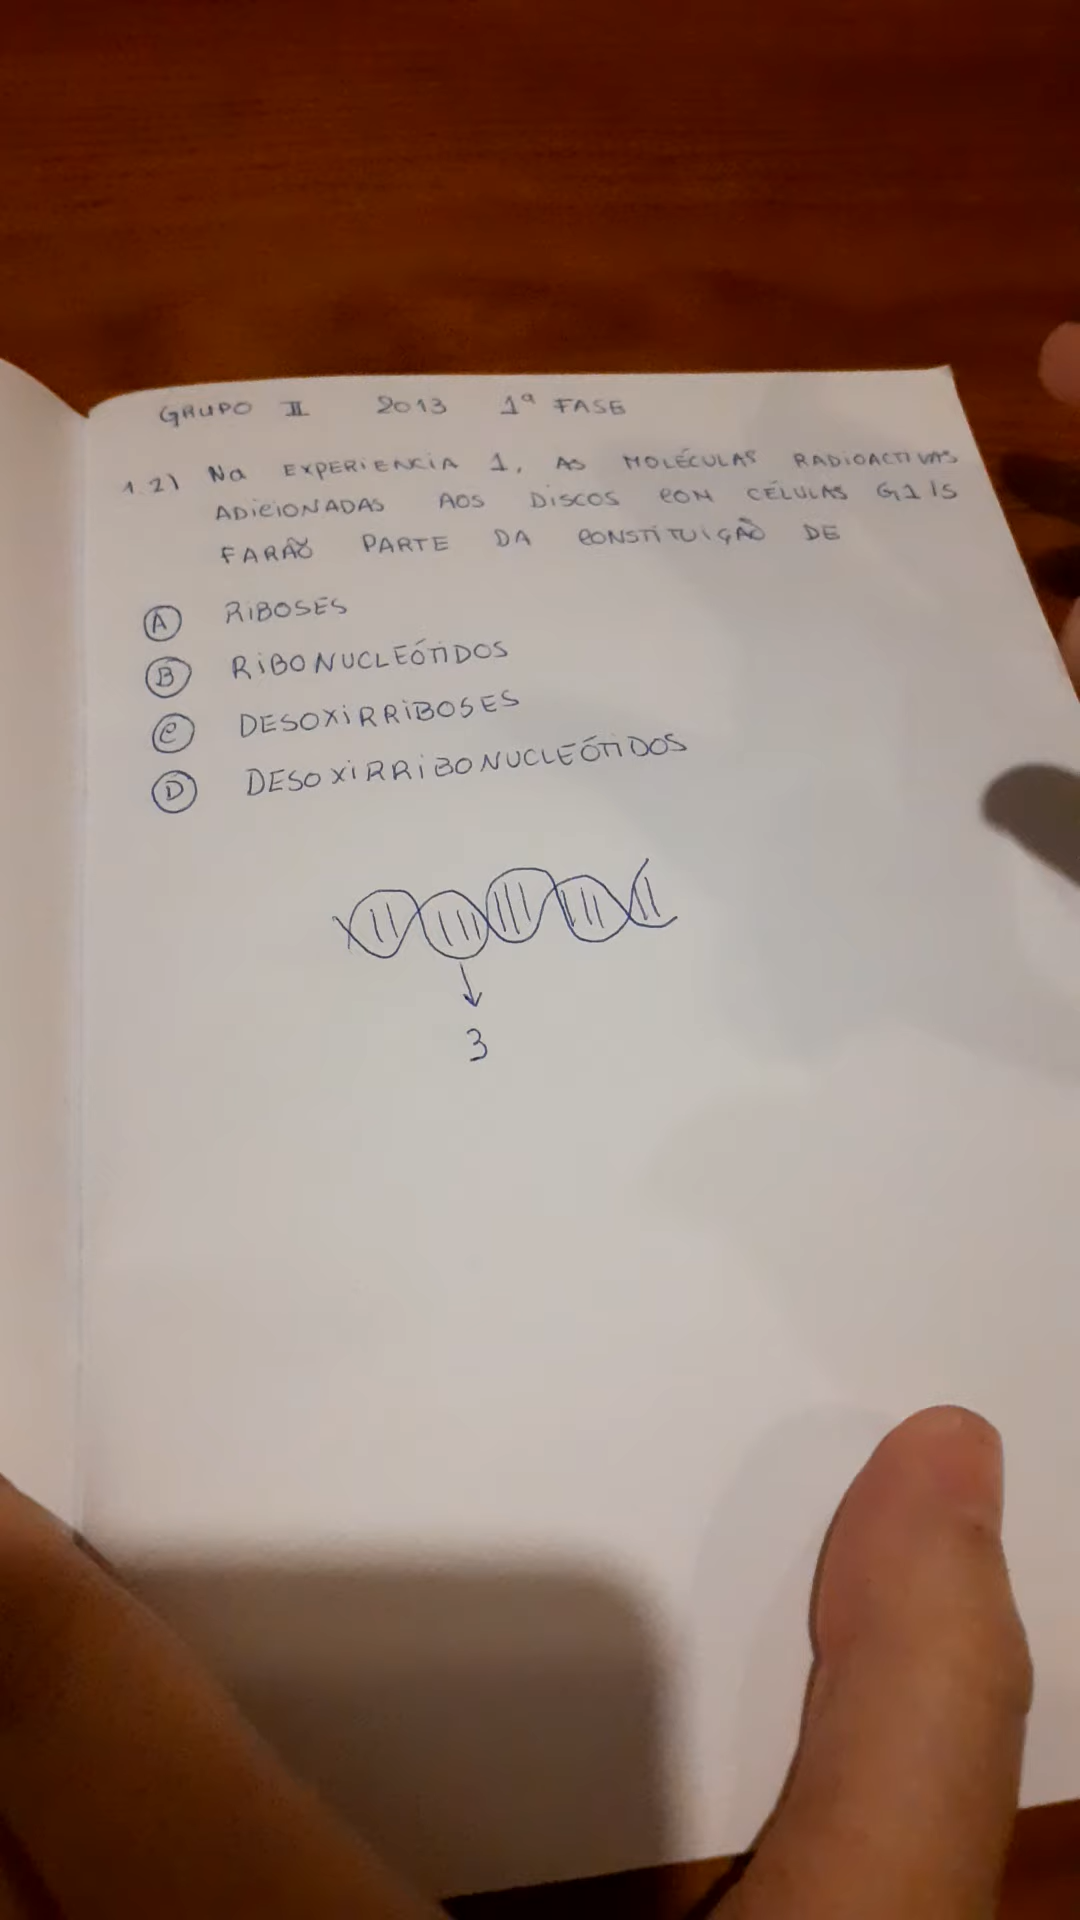 GRUPO II 2013 1ª FASE
1.2) Na EXPERIENCIA 1, AS MOLÉCULAS RADIOACTIVAS
ADICIONADAS AOS DISCOS COM CÉLULAS G1/S
FARÃO PARTE DA CONSTITUIÇÃO DE
A RIBOSES
B RIBONUCLEÓTIDOS
C DESOXIRRIBOSES
D DESOXIRRIBONUCLEÓTIDOS
3